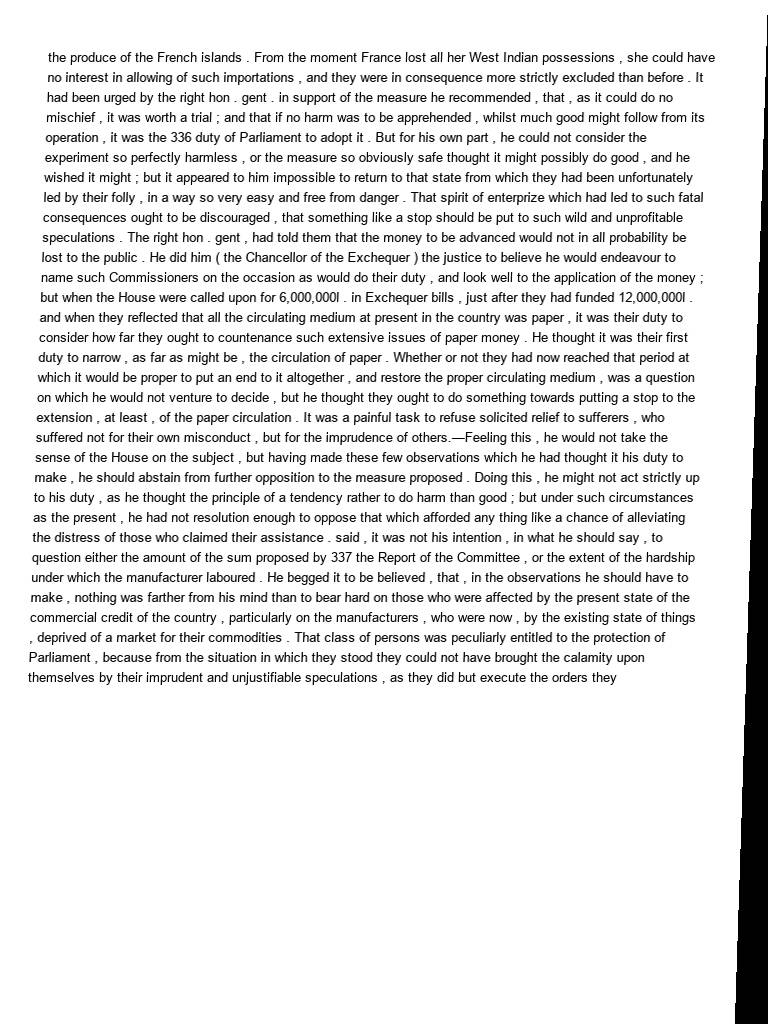 the produce of the French islands . From the moment France lost all her West Indian possessions , she could have
no interest in allowing of such importations , and they were in consequence more strictly excluded than before . It
had been urged by the right hon . gent . in support of the measure he recommended , that , as it could do no
mischief , it was worth a trial ; and that if no harm was to be apprehended , whilst much good might follow from its
operation , it was the 336 duty of Parliament to adopt it . But for his own part , he could not consider the
experiment so perfectly harmless , or the measure so obviously safe thought it might possibly do good , and he
wished it might ; but it appeared to him impossible to return to that state from which they had been unfortunately
led by their folly , in a way so very easy and free from danger . That spirit of enterprize which had led to such fatal
consequences ought to be discouraged , that something like a stop should be put to such wild and unprofitable
speculations . The right hon . gent , had told them that the money to be advanced would not in all probability be
lost to the public . He did him ( the Chancellor of the Exchequer ) the justice to believe he would endeavour to
name such Commissioners on the occasion as would do their duty , and look well to the application of the money ;
but when the House were called upon for 6,000,000l . in Exchequer bills , just after they had funded 12,000,000l .
and when they reflected that all the circulating medium at present in the country was paper , it was their duty to
consider how far they ought to countenance such extensive issues of paper money . He thought it was their first
duty to narrow , as far as might be , the circulation of paper . Whether or not they had now reached that period at
which it would be proper to put an end to it altogether , and restore the proper circulating medium , was a question
on which he would not venture to decide , but he thought they ought to do something towards putting a stop to the
extension , at least , of the paper circulation . It was a painful task to refuse solicited relief to sufferers , who
suffered not for their own misconduct , but for the imprudence of others.—Feeling this , he would not take the
sense of the House on the subject , but having made these few observations which he had thought it his duty to
make , he should abstain from further opposition to the measure proposed . Doing this , he might not act strictly up
to his duty , as he thought the principle of a tendency rather to do harm than good ; but under such circumstances
as the present , he had not resolution enough to oppose that which afforded any thing like a chance of alleviating
the distress of those who claimed their assistance . said , it was not his intention , in what he should say , to
question either the amount of the sum proposed by 337 the Report of the Committee , or the extent of the hardship
under which the manufacturer laboured . He begged it to be believed , that , in the observations he should have to
make , nothing was farther from his mind than to bear hard on those who were affected by the present state of the
commercial credit of the country , particularly on the manufacturers , who were now , by the existing state of things
, deprived of a market for their commodities . That class of persons was peculiarly entitled to the protection of
Parliament , because from the situation in which they stood they could not have brought the calamity upon
themselves by their imprudent and unjustifiable speculations , as they did but execute the orders they